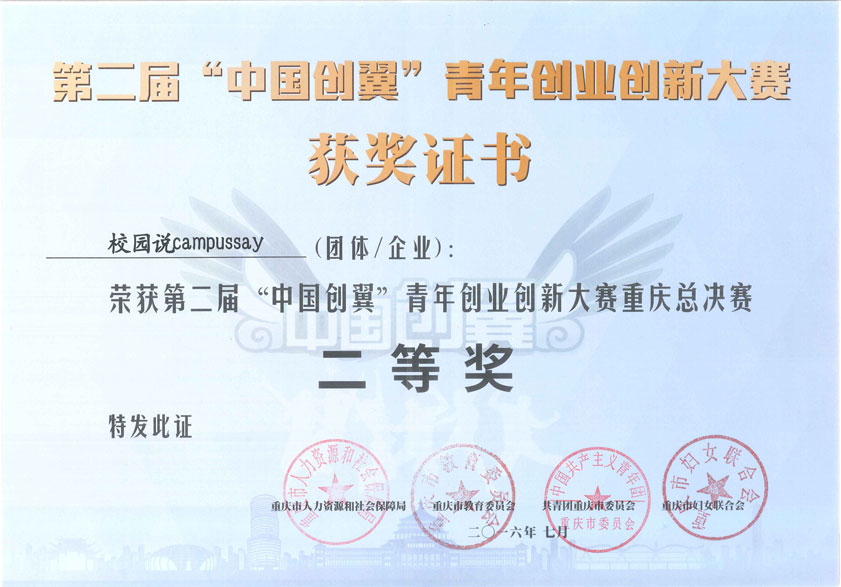 第二届“中国创翼”青年创业创新大赛
获奖证书
校园说campussay（团体/企业）：
荣获第二届“中国创翼”青年创业创新大赛重庆总决赛
中国创翼
二等奖
特发此证
重庆市人力资源和社会保障局 重庆市教育委员会 共青团重庆市委员会 重庆市妇女联合会
二〇一六年 七月
重庆市人力资源和社会保障局
重庆市教育委员会
中国共产主义青年团
重庆市委员会
重庆市妇女联合会